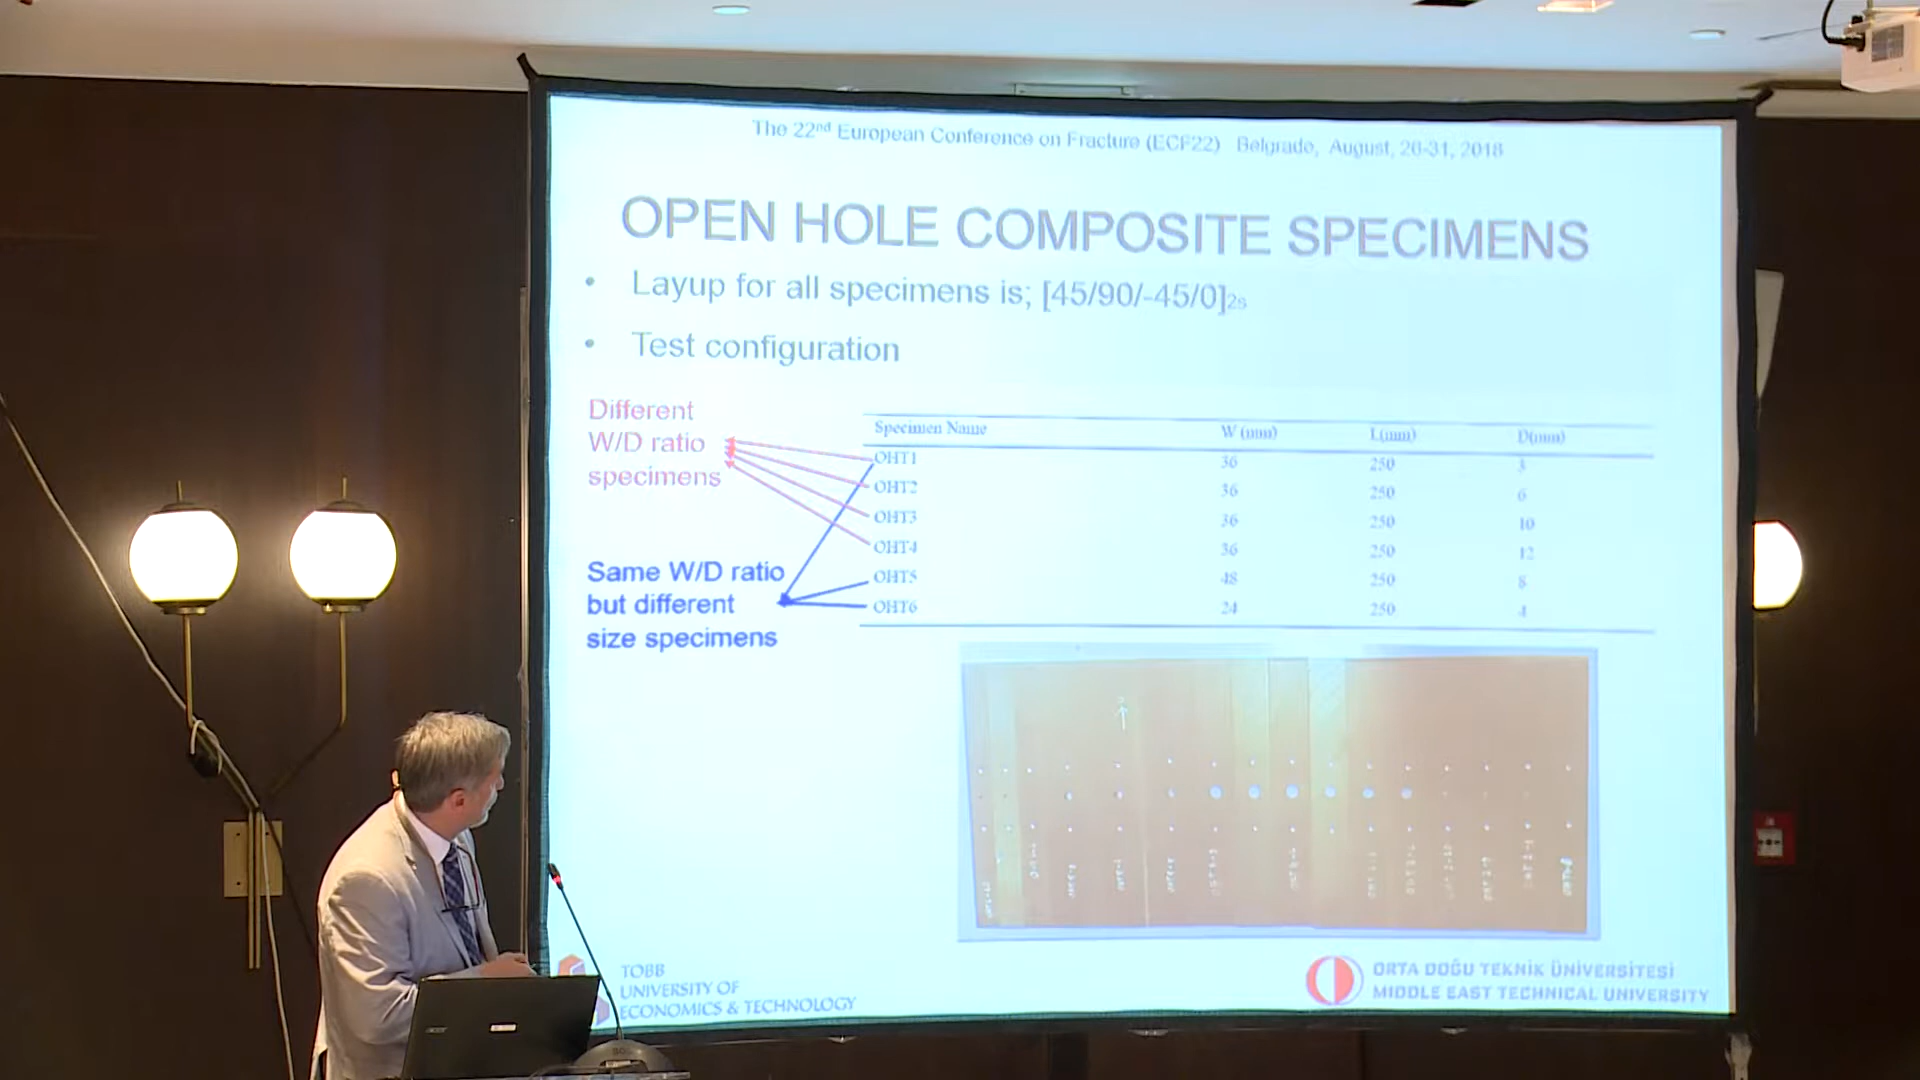 The 22nd European Conference on Fracture (ECF22) Belgrade, August, 26-31, 2018
OPEN HOLE COMPOSITE SPECIMENS
• Layup for all specimens is; [45/90/-45/0]2s
• Test configuration
Different
W/D ratio
specimens
Same W/D ratio
but different
size specimens
Specimen Name W (mm) L(mm) D(mm)
OHT1 36 250 3
OHT2 36 250 6
OHT3 36 250 10
OHT4 36 250 12
OHT5 48 250 8
OHT6 24 250 4
TOBB
UNIVERSITY OF
ECONOMICS & TECHNOLOGY
ORTA DOĞU TEKNİK ÜNİVERSİTESİ
MIDDLE EAST TECHNICAL UNIVERSITY
acer